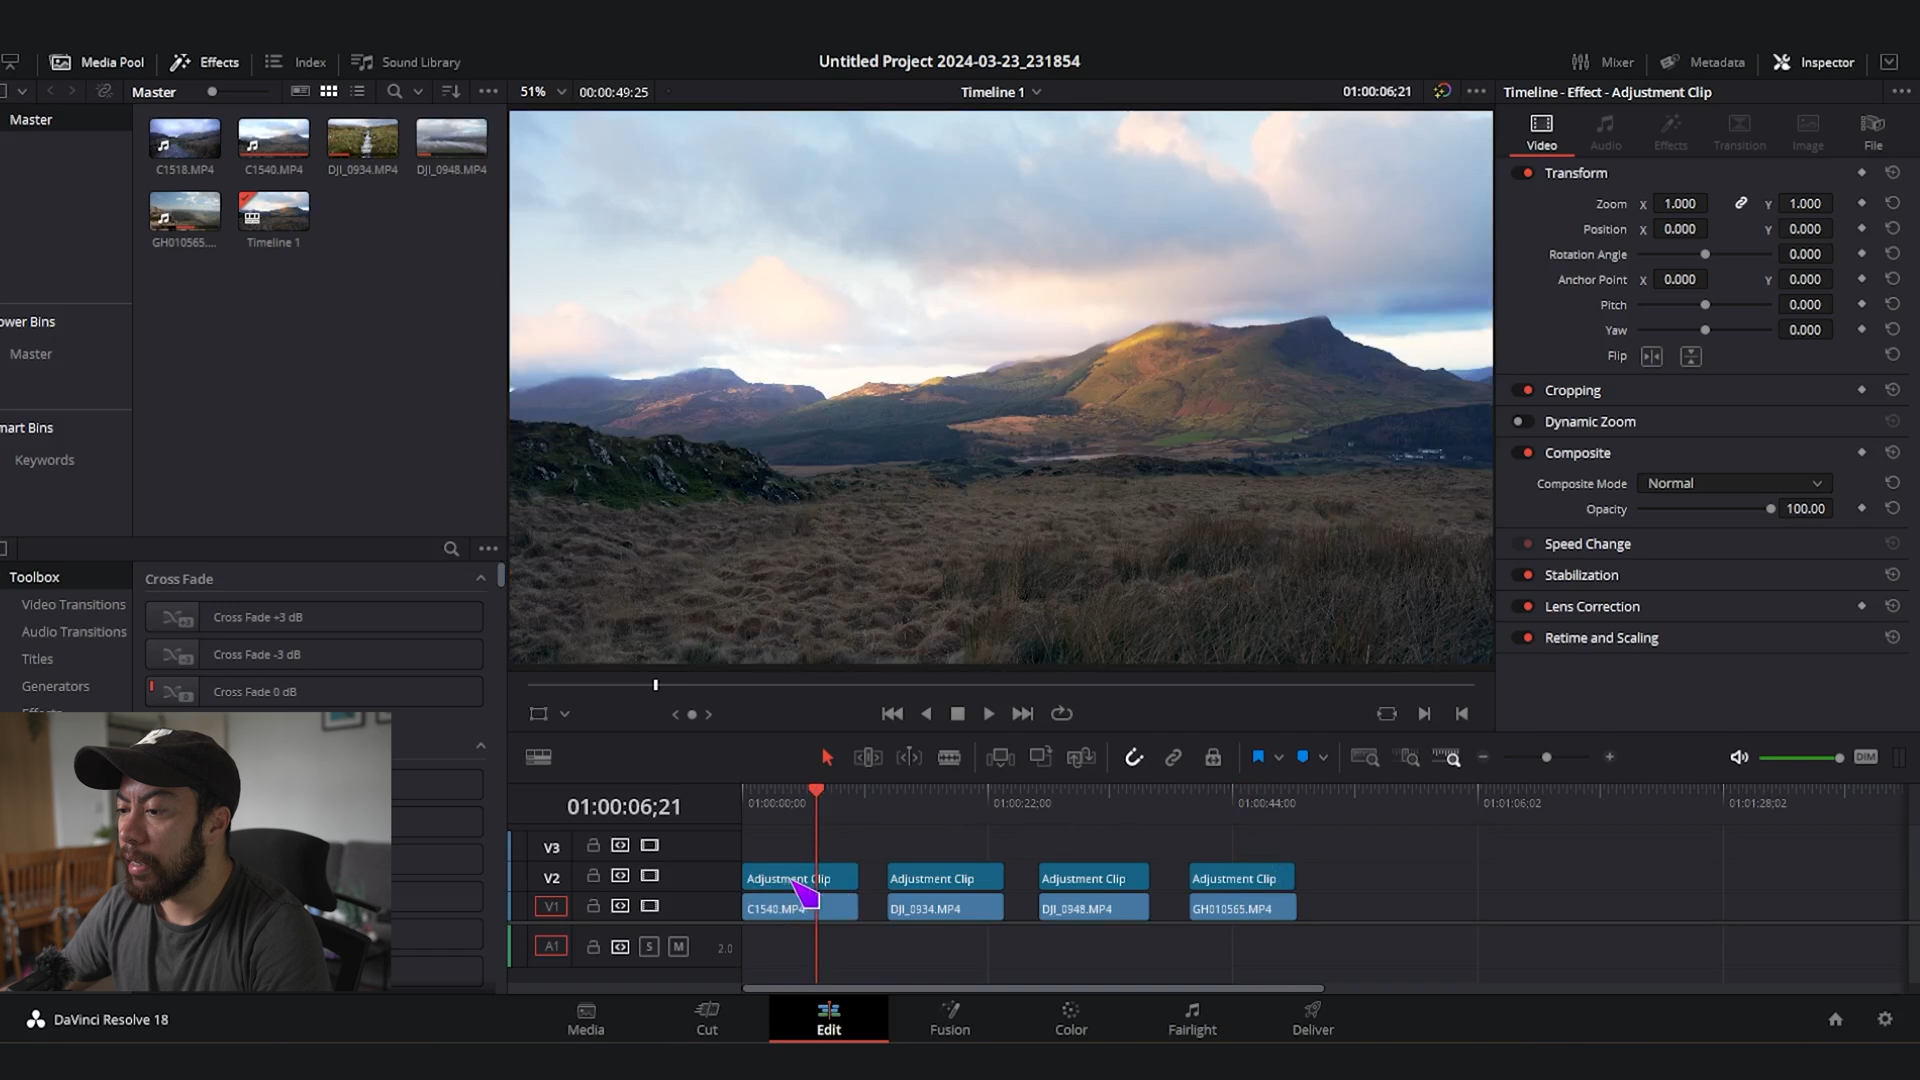 Media Pool
Effects
Index
Sound Library
Untitled Project 2024-03-23_231854
Mixer
Metadata
Inspector
Master
51%
00:00:49:25
Timeline 1
01:00:06;21
Timeline - Effect - Adjustment Clip
Master
C1518.MP4
C1540.MP4
DJI_0934.MP4
DJI_0948.MP4
GH010565....
Timeline 1
ower Bins
Master
mart Bins
Keywords
Video
Audio
Effects
Transition
Image
File
Transform
Zoom X 1.000 Y 1.000
Position X 0.000 Y 0.000
Rotation Angle 0.000
Anchor Point X 0.000 Y 0.000
Pitch 0.000
Yaw 0.000
Flip
Cropping
Dynamic Zoom
Composite
Composite Mode Normal
Opacity 100.00
Speed Change
Stabilization
Lens Correction
Retime and Scaling
Toolbox
Video Transitions
Audio Transitions
Titles
Generators
Cross Fade
Cross Fade +3 dB
Cross Fade -3 dB
Cross Fade 0 dB
DIM
01:00:06;21
01:00:00;00
01:00:22;00
01:00:44;00
01:01:06;02
01:01:28;02
V3
V2
Adjustment Clip
Adjustment Clip
Adjustment Clip
Adjustment Clip
V1
C1540.MP4
DJI_0934.MP4
DJI_0948.MP4
GH010565.MP4
A1
S
M
2.0
DaVinci Resolve 18
Media
Cut
Edit
Fusion
Color
Fairlight
Deliver